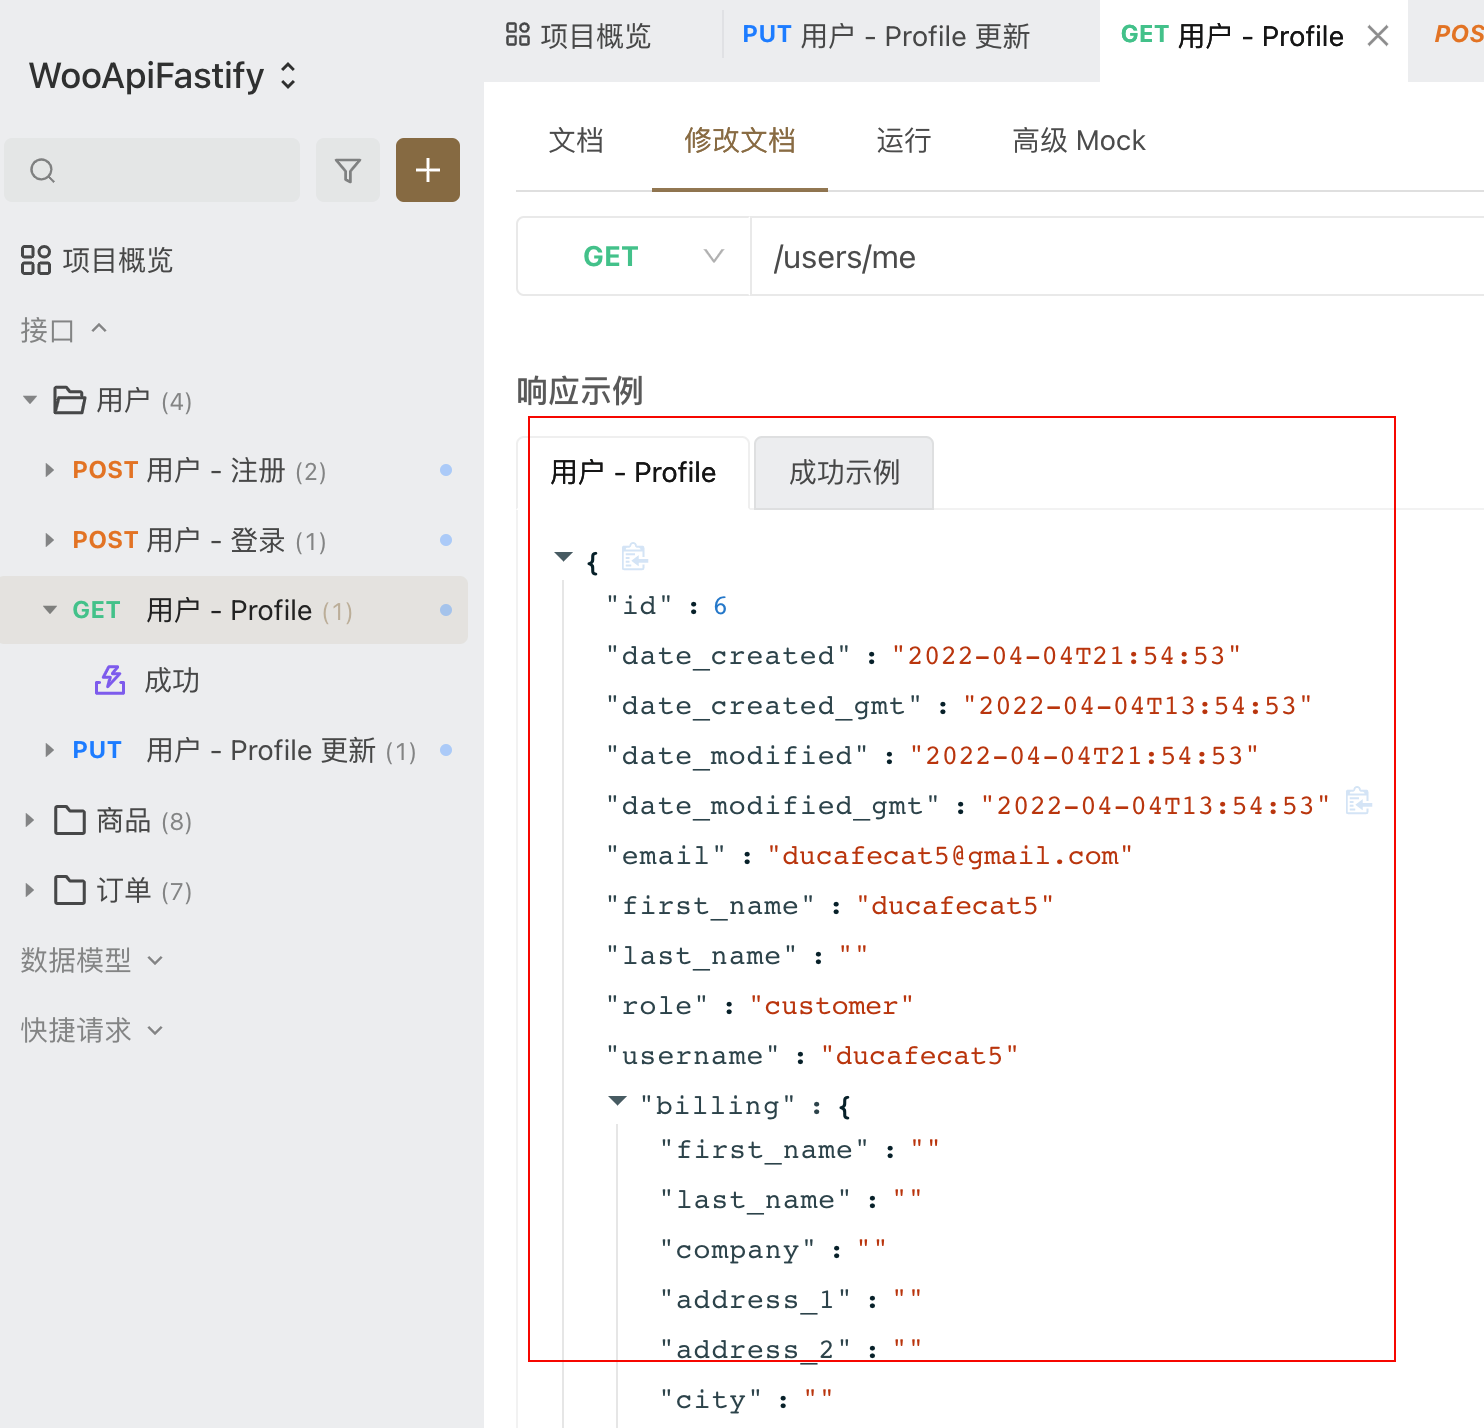 WooApiFastify
项目概览
接口
用户 (4)
POST 用户 - 注册 (2)
POST 用户 - 登录 (1)
GET 用户 - Profile (1)
成功
PUT 用户 - Profile 更新 (1)
商品 (8)
订单 (7)
数据模型
快捷请求
项目概览
PUT 用户 - Profile 更新
GET 用户 - Profile
POS
文档
修改文档
运行
高级 Mock
GET
/users/me
响应示例
用户 - Profile
成功示例
{
"id" : 6
"date_created" : "2022-04-04T21:54:53"
"date_created_gmt" : "2022-04-04T13:54:53"
"date_modified" : "2022-04-04T21:54:53"
"date_modified_gmt" : "2022-04-04T13:54:53"
"email" : "ducafecat5@gmail.com"
"first_name" : "ducafecat5"
"last_name" : ""
"role" : "customer"
"username" : "ducafecat5"
"billing" : {
"first_name" : ""
"last_name" : ""
"company" : ""
"address_1" : ""
"address_2" : ""
"city" : ""